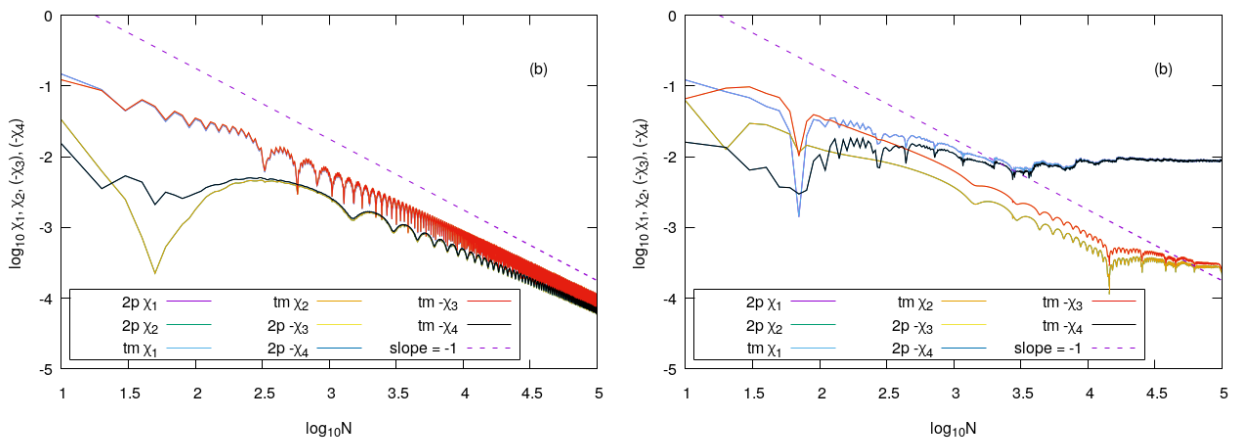 0
-1
-2
-3
-4
-5
log₁₀ χ₁, χ₂, (-χ₃), (-χ₄)
(b)
2p χ₁
tm χ₂
tm -χ₃
2p χ₂
2p -χ₃
tm -χ₄
tm χ₁
2p -χ₄
slope = -1
1
1.5
2
2.5
3
3.5
4
4.5
5
log₁₀N
0
-1
-2
-3
-4
-5
log₁₀ χ₁, χ₂, (-χ₃), (-χ₄)
(b)
2p χ₁
tm χ₂
tm -χ₃
2p χ₂
2p -χ₃
tm -χ₄
tm χ₁
2p -χ₄
slope = -1
1
1.5
2
2.5
3
3.5
4
4.5
5
log₁₀N